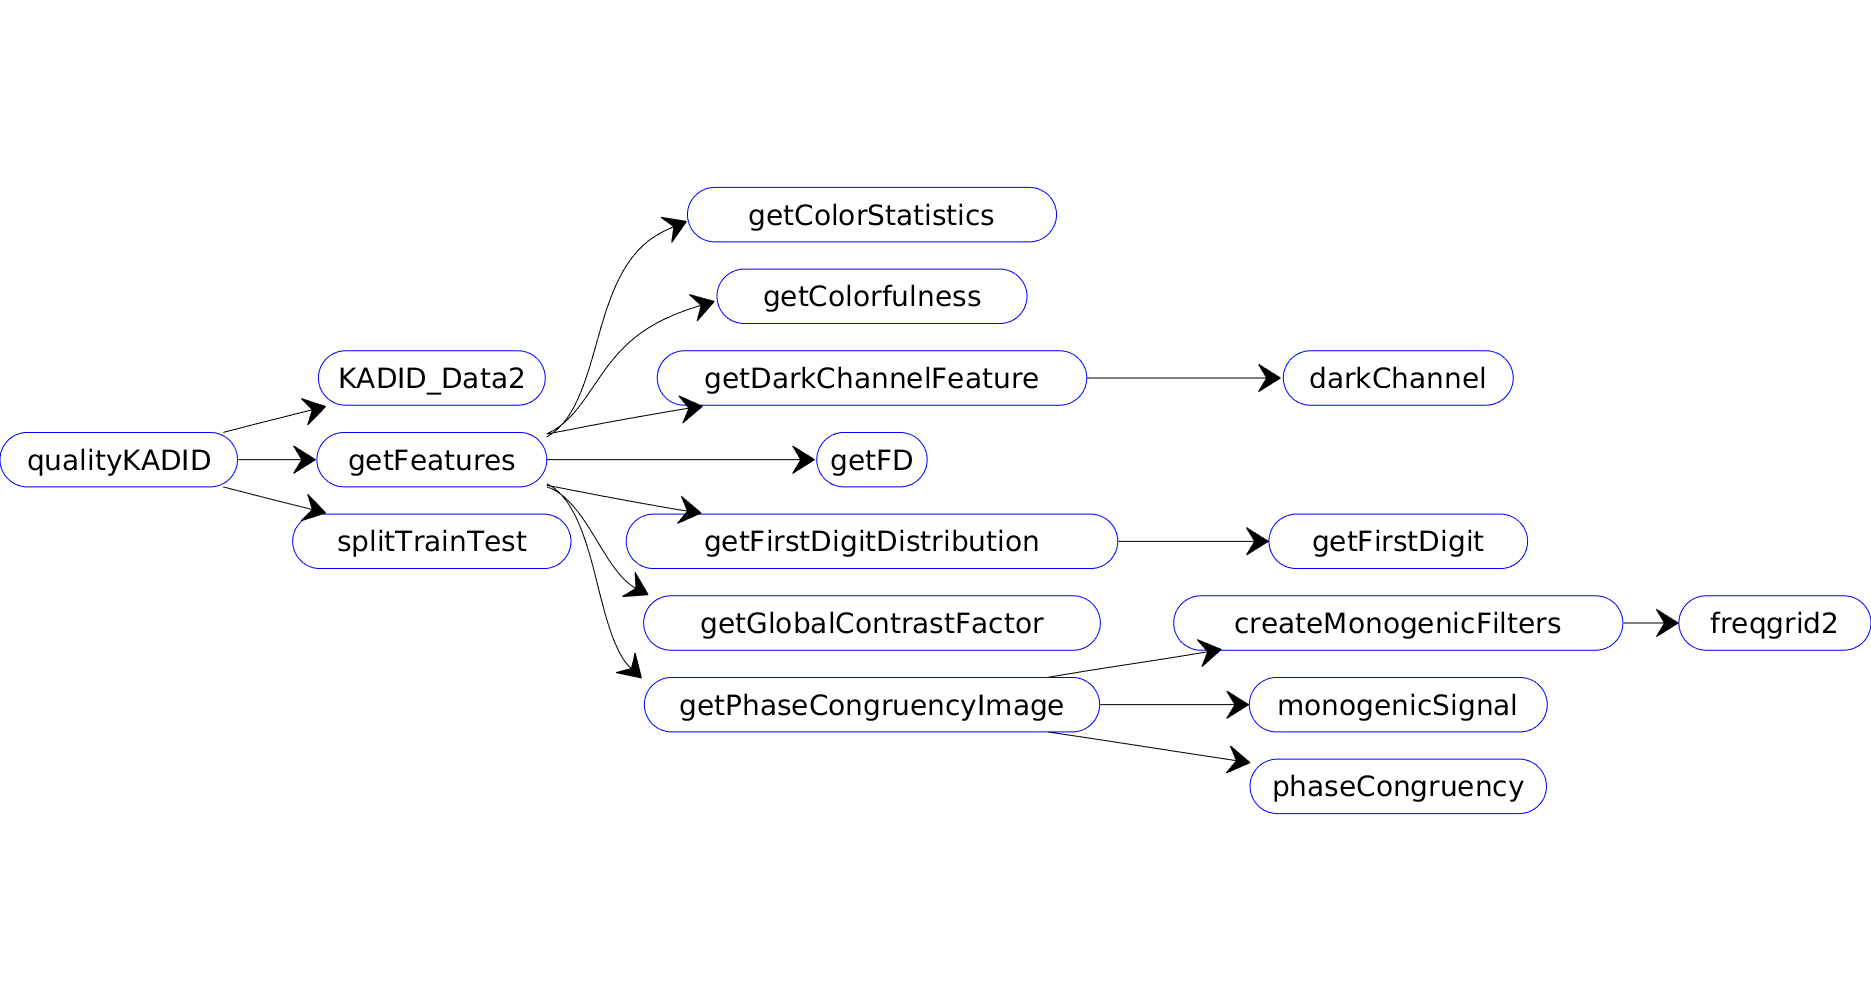 getColorStatistics
getColorfulness
KADID_Data2
getDarkChannelFeature
darkChannel
qualityKADID
getFeatures
getFD
splitTrainTest
getFirstDigitDistribution
getFirstDigit
getGlobalContrastFactor
createMonogenicFilters
freqgrid2
getPhaseCongruencyImage
monogenicSignal
phaseCongruency